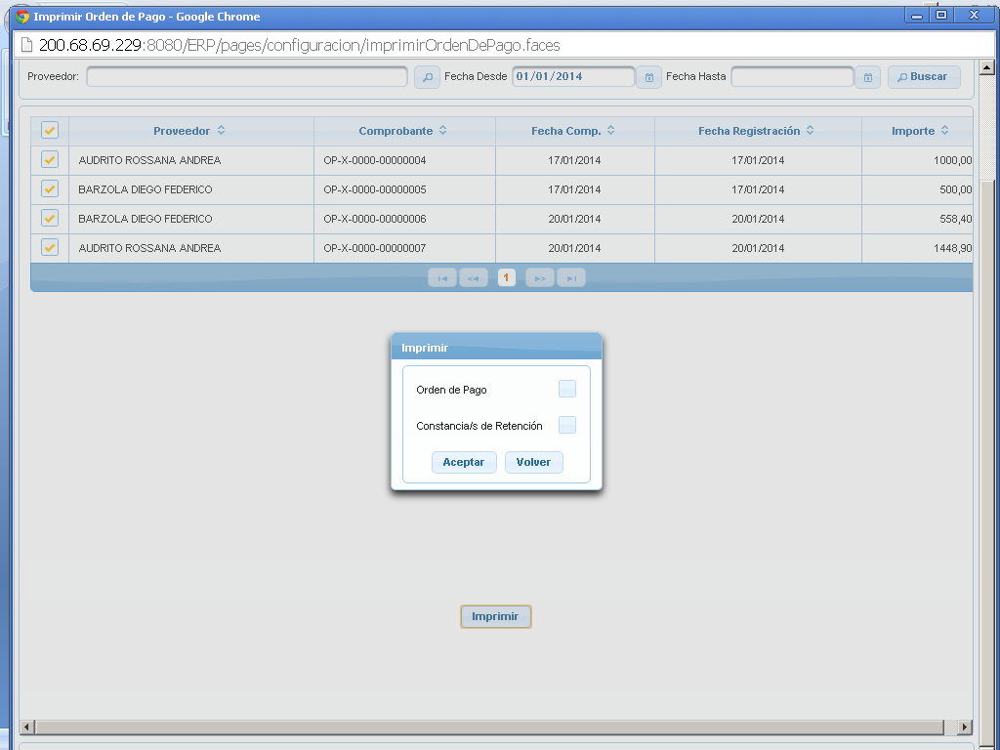 Imprimir Orden de Pago - Google Chrome
200.68.69.229:8080/ERP/pages/configuracion/imprimirOrdenDePago.faces
Proveedor: Fecha Desde 01/01/2014 Fecha Hasta Buscar
Proveedor Comprobante Fecha Comp. Fecha Registración Importe
AUDRITO ROSSANA ANDREA OP-X-0000-00000004 17/01/2014 17/01/2014 1000,00
BARZOLA DIEGO FEDERICO OP-X-0000-00000005 17/01/2014 17/01/2014 500,00
BARZOLA DIEGO FEDERICO OP-X-0000-00000006 20/01/2014 20/01/2014 558,40
AUDRITO ROSSANA ANDREA OP-X-0000-00000007 20/01/2014 20/01/2014 1448,90
1
Imprimir
Orden de Pago
Constancia/s de Retención
Aceptar Volver
Imprimir